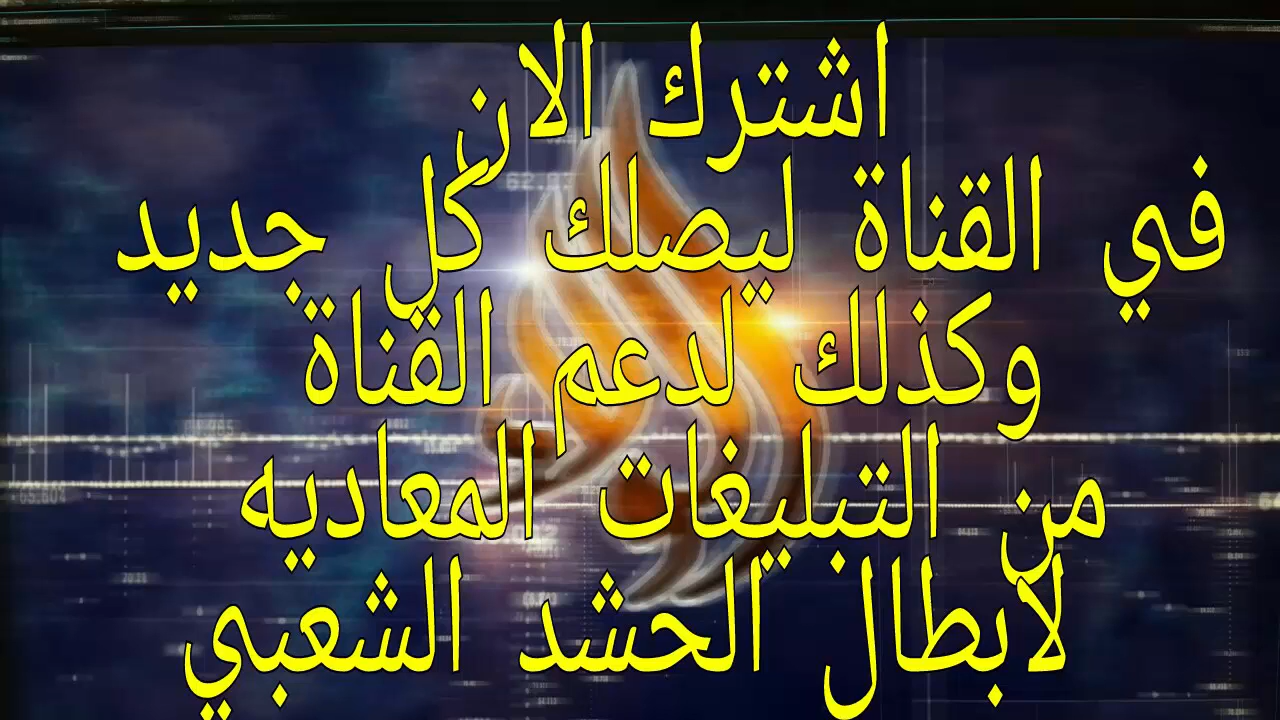 اشترك الان
في القناة ليصلك كل جديد
وكذلك لدعم القناة
من التبليغات المعاديه
لابطال الحشد الشعبي